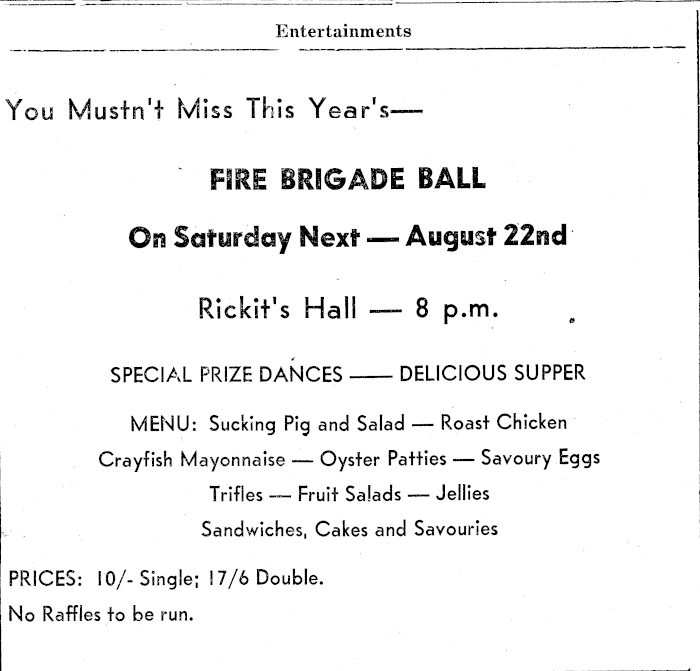 Entertainments
You Mustn't Miss This Year's—
FIRE BRIGADE BALL
On Saturday Next — August 22nd
Rickit's Hall — 8 p.m.
SPECIAL PRIZE DANCES —— DELICIOUS SUPPER
MENU: Sucking Pig and Salad — Roast Chicken
Crayfish Mayonnaise — Oyster Patties — Savoury Eggs
Trifles — Fruit Salads — Jellies
Sandwiches, Cakes and Savouries
PRICES: 10/- Single; 17/6 Double.
No Raffles to be run.